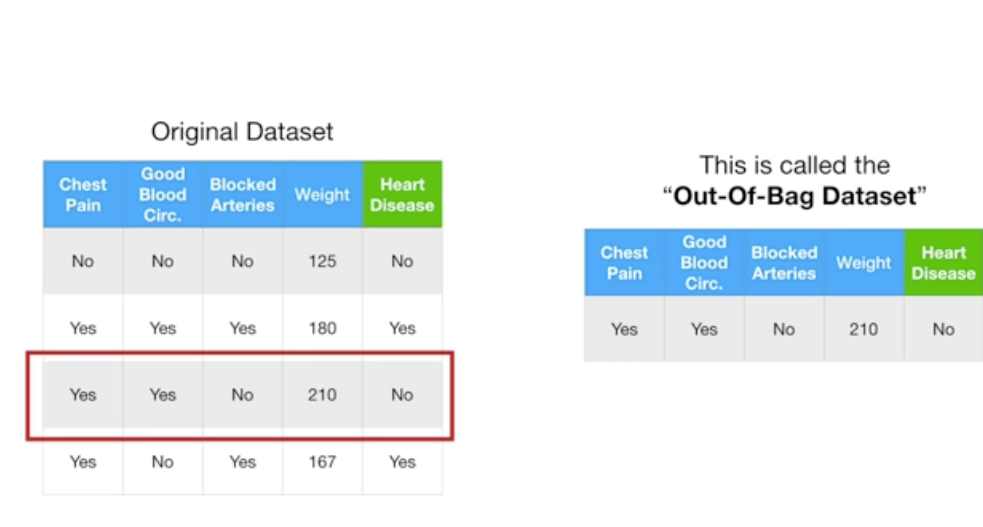 Original Dataset
Chest Pain Good Blood Circ. Blocked Arteries Weight Heart Disease
No No No 125 No
Yes Yes Yes 180 Yes
Yes Yes No 210 No
Yes No Yes 167 Yes
This is called the
“Out-Of-Bag Dataset”
Chest Pain Good Blood Circ. Blocked Arteries Weight Heart Disease
Yes Yes No 210 No